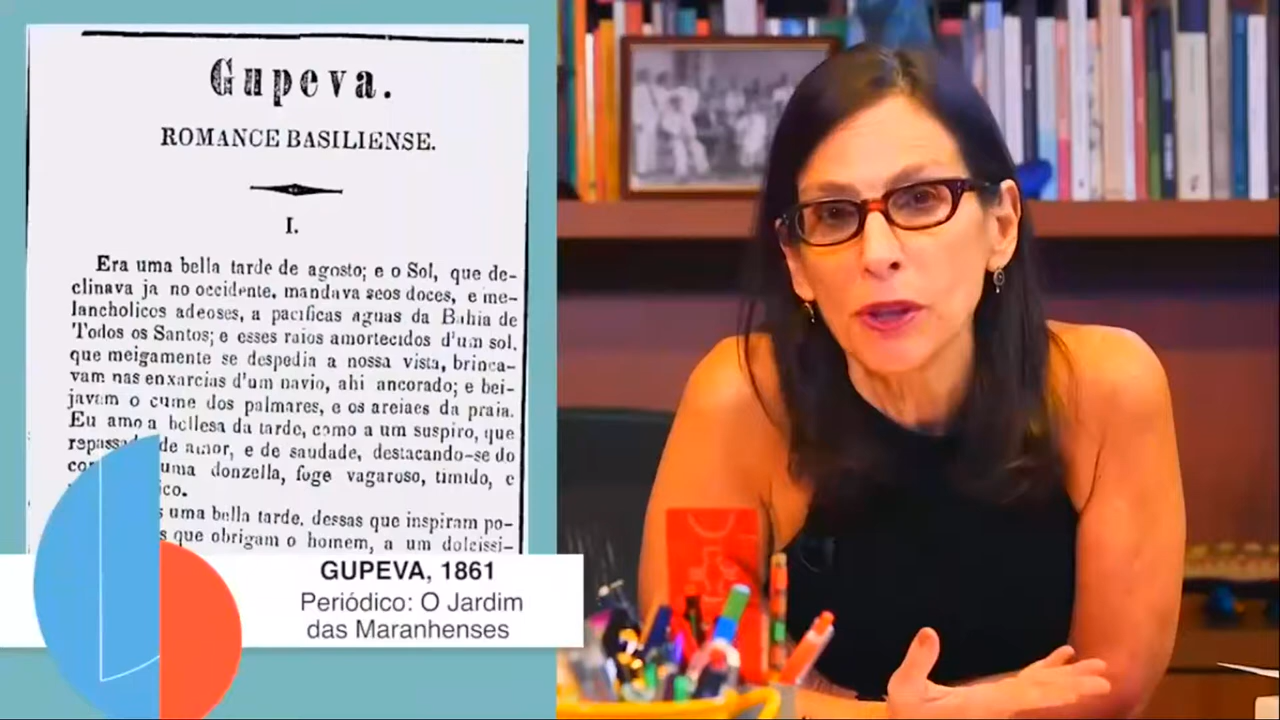 Gupeva.
ROMANCE BASILIENSE.
I.
Era uma bella tarde de agosto; e o Sol, que de-
clinava ja no occidente, mandava seos doces, e me-
lancholicos adeoses, a pacificas aguas da Bahia de
Todos os Santos; e esses raios amortecidos d'um sol,
que meigamente se despedia a nossa vista, brinca-
vam nas enxarcias d'um navio, ahi ancorado; e bei-
javam o cume dos palmares, e os areiaes da praia.
Eu amo a bellesa da tarde, como a um suspiro, que
de amor, e de saudade, destacando-se do
uma donzella, foge vagaroso, timido, e
uma bella tarde, dessas que inspiram po-
que obrigam o homem, a um dolcissi-
GUPEVA, 1861
Periódico: O Jardim
das Maranhenses